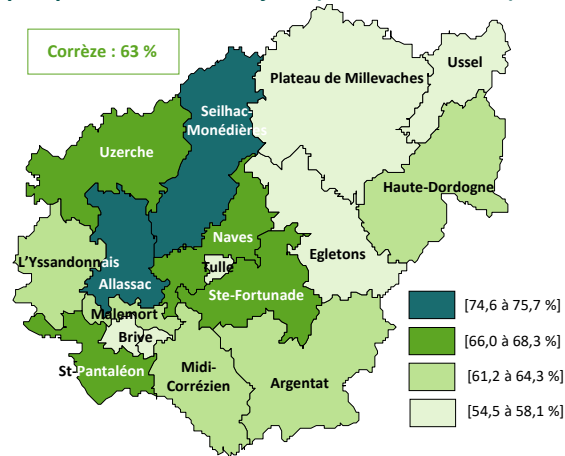 Corrèze : 63 %
Ussel
Plateau de Millevaches
Seilhac-
Monédières
Uzerche
Haute-Dordogne
Naves
Egletons
L'Yssandonnais
Tulle
Allassac
Ste-Fortunade
Malemort
Brive
St-Pantaléon
Midi-
Corrézien
Argentat
[74,6 à 75,7 %]
[66,0 à 68,3 %]
[61,2 à 64,3 %]
[54,5 à 58,1 %]